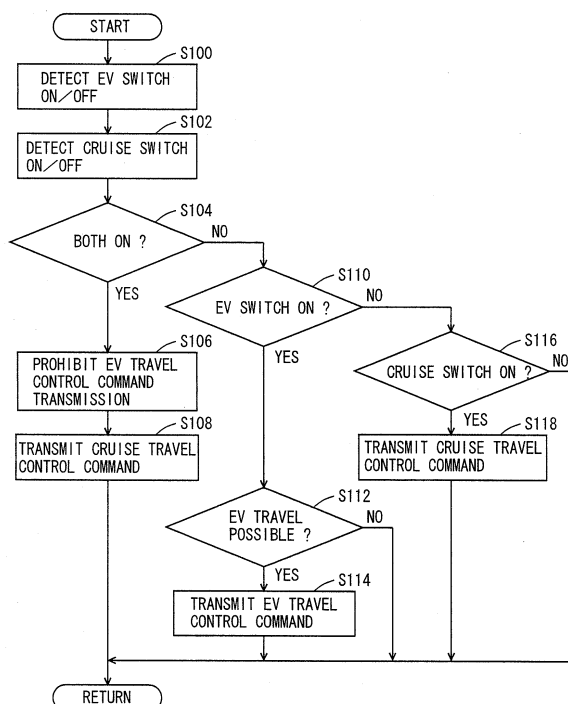 START
S100
DETECT EV SWITCH
ON/OFF
S102
DETECT CRUISE SWITCH
ON/OFF
S104
BOTH ON ?
NO
YES
S110
EV SWITCH ON ?
NO
YES
S106
PROHIBIT EV TRAVEL
CONTROL COMMAND
TRANSMISSION
S116
CRUISE SWITCH ON ?
NO
YES
S108
TRANSMIT CRUISE TRAVEL
CONTROL COMMAND
S118
TRANSMIT CRUISE TRAVEL
CONTROL COMMAND
S112
EV TRAVEL
POSSIBLE ?
NO
YES
S114
TRANSMIT EV TRAVEL
CONTROL COMMAND
RETURN